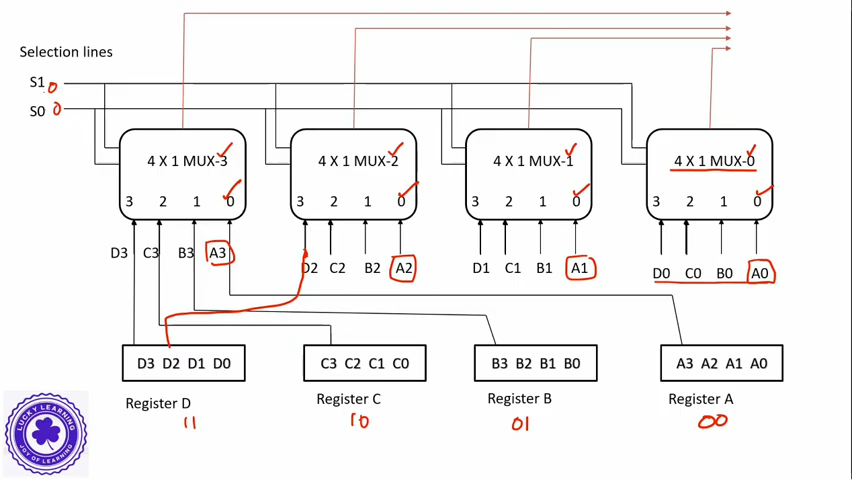 Selection lines
S1 0
S0 0
4 X 1 MUX-3 4 X 1 MUX-2 4 X 1 MUX-1 4 X 1 MUX-0
3 2 1 0 3 2 1 0 3 2 1 0 3 2 1 0
D3 C3 B3 A3 D2 C2 B2 A2 D1 C1 B1 A1 D0 C0 B0 A0
D3 D2 D1 D0 C3 C2 C1 C0 B3 B2 B1 B0 A3 A2 A1 A0
Register D Register C Register B Register A
11 10 01 00
LUCKY LEARNING
JOY OF LEARNING